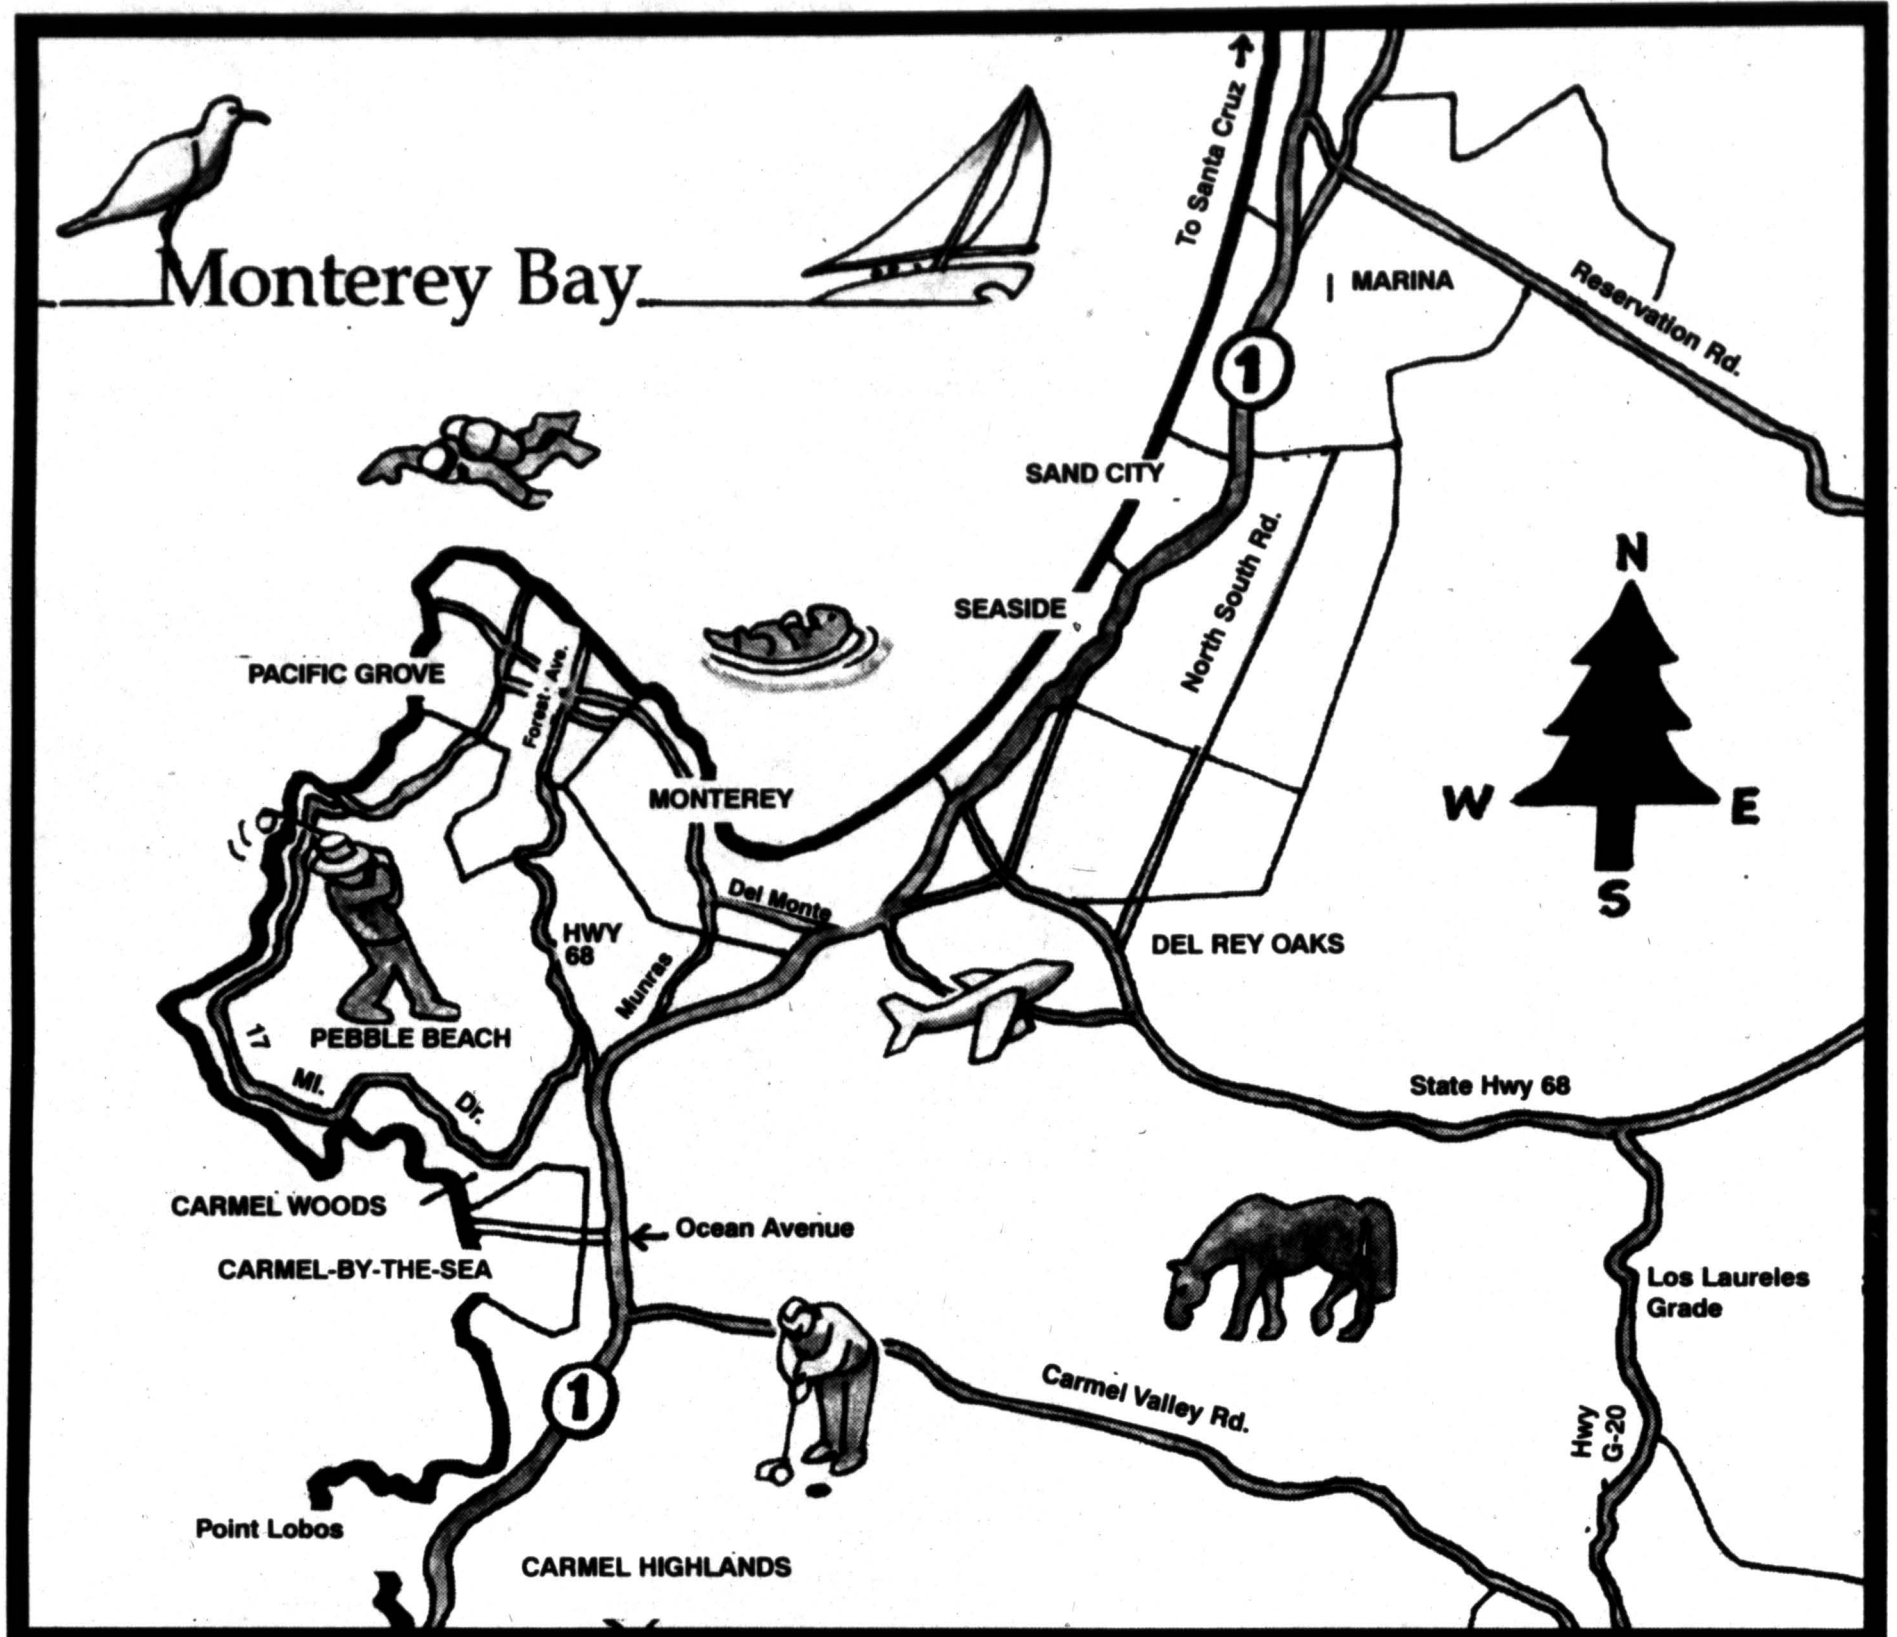 To Santa Cruz
Monterey Bay
MARINA
Reservation Rd.
1
SAND CITY
North South Rd.
SEASIDE
N
W
E
S
PACIFIC GROVE
Forest Ave.
MONTEREY
Del Monte
HWY
68
Munras
DEL REY OAKS
17
MI.
Dr.
PEBBLE BEACH
State Hwy 68
CARMEL WOODS
Ocean Avenue
CARMEL-BY-THE-SEA
Los Laureles
Grade
1
Carmel Valley Rd.
Hwy
G-20
Point Lobos
CARMEL HIGHLANDS